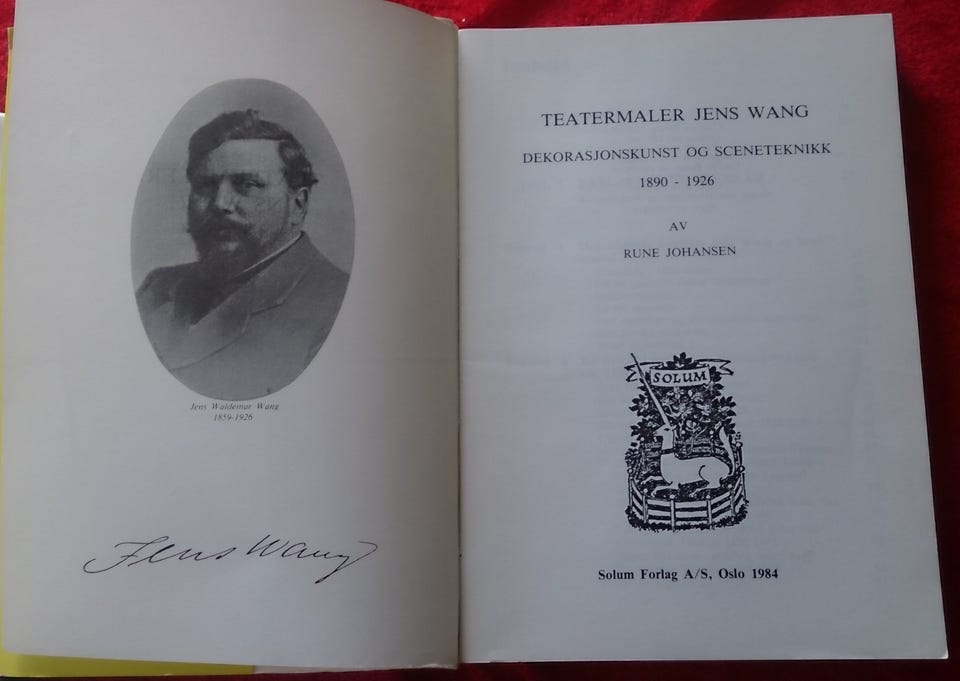 Jens Waldemar Wang
1859-1926
Jens Wang
TEATERMALER JENS WANG
DEKORASJONSKUNST OG SCENETEKNIKK
1890 - 1926
AV
RUNE JOHANSEN
SOLUM
Solum Forlag A/S, Oslo 1984